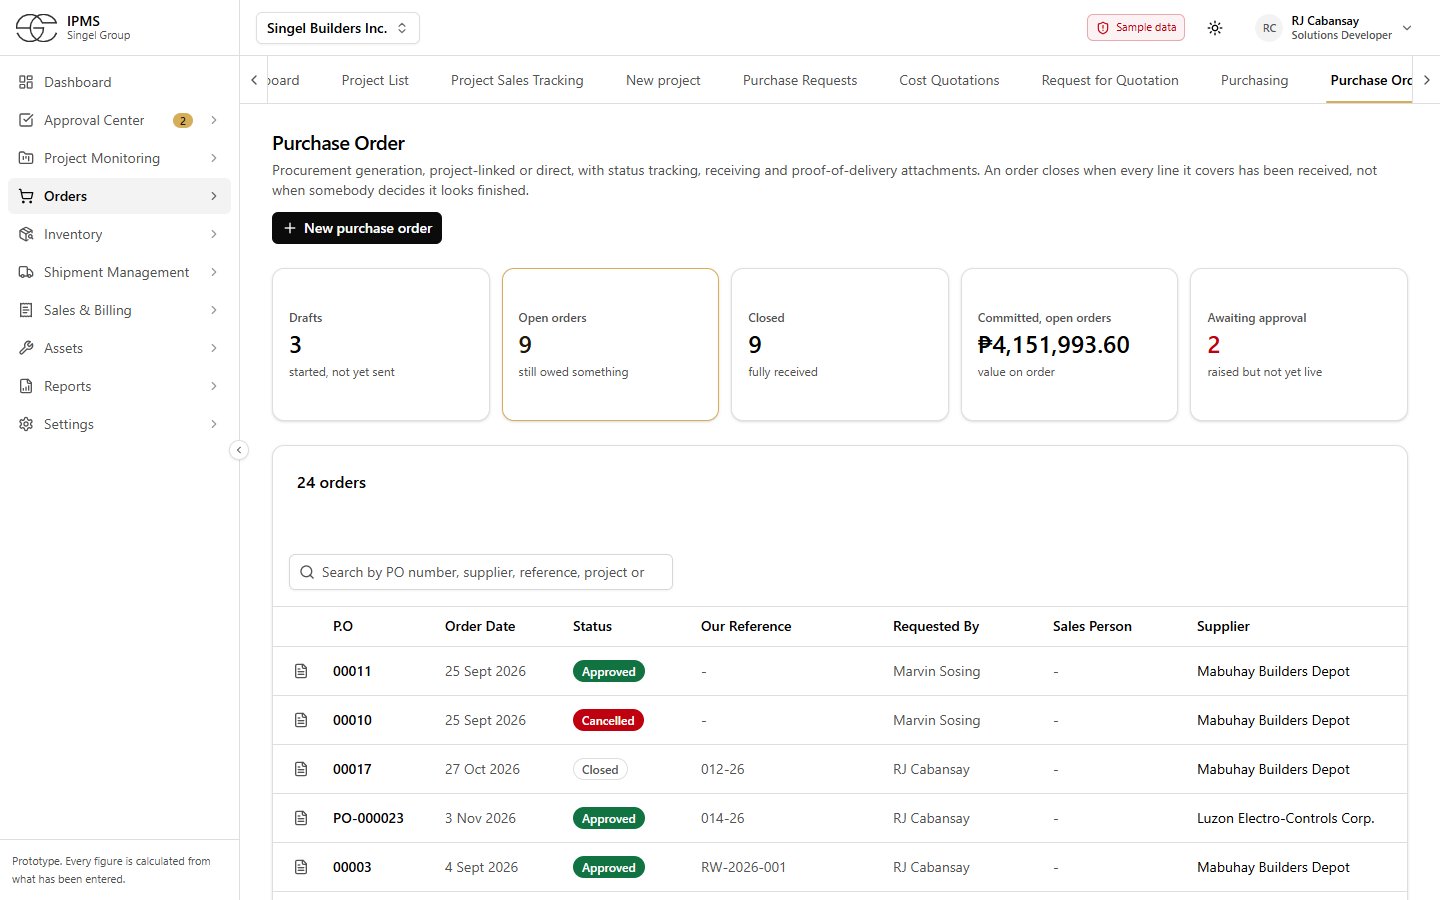 IPMS
Singel Group
Singel Builders Inc.
Sample data
RC
RJ Cabansay
Solutions Developer
Dashboard
Approval Center 2
Project Monitoring
Orders
Inventory
Shipment Management
Sales & Billing
Assets
Reports
Settings
Prototype. Every figure is calculated from
what has been entered.
board Project List Project Sales Tracking New project Purchase Requests Cost Quotations Request for Quotation Purchasing Purchase Ord
Purchase Order
Procurement generation, project-linked or direct, with status tracking, receiving and proof-of-delivery attachments. An order closes when every line it covers has been received, not
when somebody decides it looks finished.
New purchase order
Drafts
3
started, not yet sent
Open orders
9
still owed something
Closed
9
fully received
Committed, open orders
₱4,151,993.60
value on order
Awaiting approval
2
raised but not yet live
24 orders
Search by PO number, supplier, reference, project or
P.O Order Date Status Our Reference Requested By Sales Person Supplier
00011 25 Sept 2026 Approved - Marvin Sosing - Mabuhay Builders Depot
00010 25 Sept 2026 Cancelled - Marvin Sosing - Mabuhay Builders Depot
00017 27 Oct 2026 Closed 012-26 RJ Cabansay - Mabuhay Builders Depot
PO-000023 3 Nov 2026 Approved 014-26 RJ Cabansay - Luzon Electro-Controls Corp.
00003 4 Sept 2026 Approved RW-2026-001 RJ Cabansay - Mabuhay Builders Depot